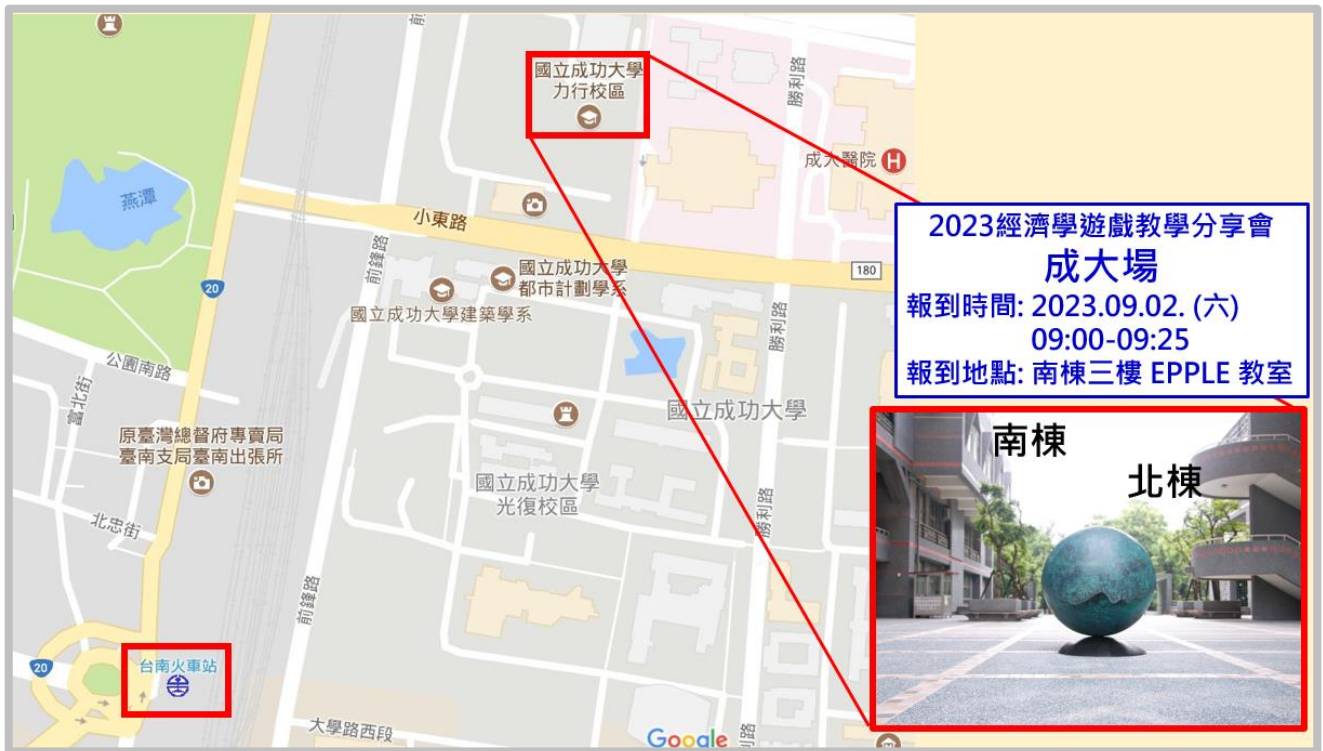 國立成功大學
力行校區
勝利路
成大醫院
H
燕潭
小東路
前鋒路
20
180
國立成功大學
都市計劃學系
國立成功大學建築學系
勝利路
公園南路
富北街
國立成功大學
原臺灣總督府專賣局
臺南支局臺南出張所
國立成功大學
光復校區
北忠街
勝利路
前鋒路
20
台南火車站
大學路西段
Google
路
前
2023經濟學遊戲教學分享會
成大場
報到時間: 2023.09.02. (六)
09:00-09:25
報到地點: 南棟三樓 EPPLE 教室
南棟
北棟